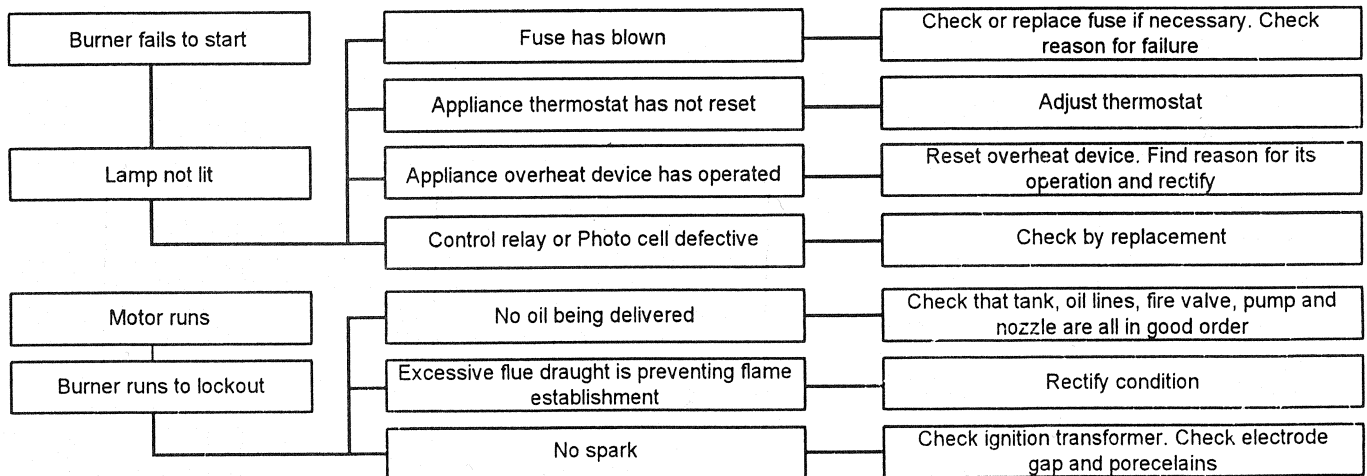 Burner fails to start
Fuse has blown
Check or replace fuse if necessary. Check
reason for failure
Appliance thermostat has not reset
Adjust thermostat
Lamp not lit
Appliance overheat device has operated
Reset overheat device. Find reason for its
operation and rectify
Control relay or Photo cell defective
Check by replacement
Motor runs
No oil being delivered
Check that tank, oil lines, fire valve, pump and
nozzle are all in good order
Burner runs to lockout
Excessive flue draught is preventing flame
establishment
Rectify condition
No spark
Check ignition transformer. Check electrode
gap and porecelains